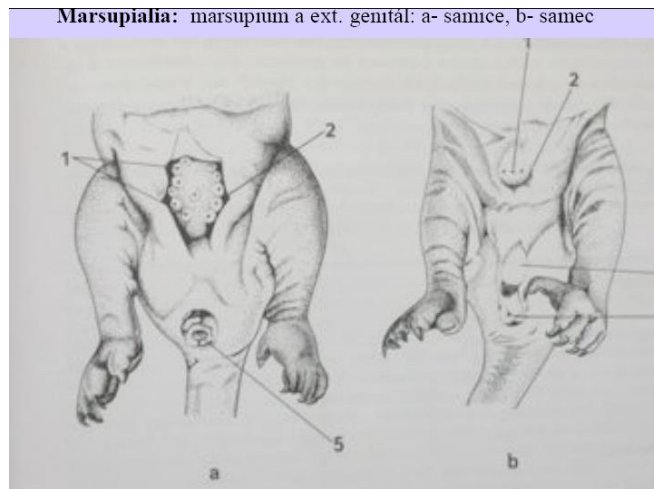 Marsupialia: marsupium a ext. genitál: a- samice, b- samec
1
2
1
2
5
a
b